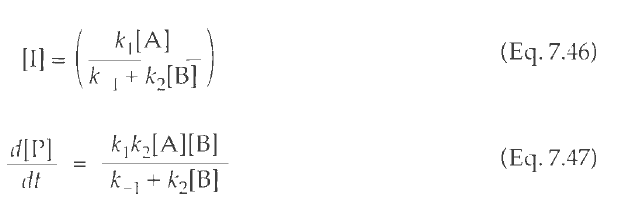 [I] = ( k₁[A] / k₋₁ + k₂[B] ) (Eq. 7.46)
d[P] / dt = k₁k₂[A][B] / k₋₁ + k₂[B] (Eq. 7.47)